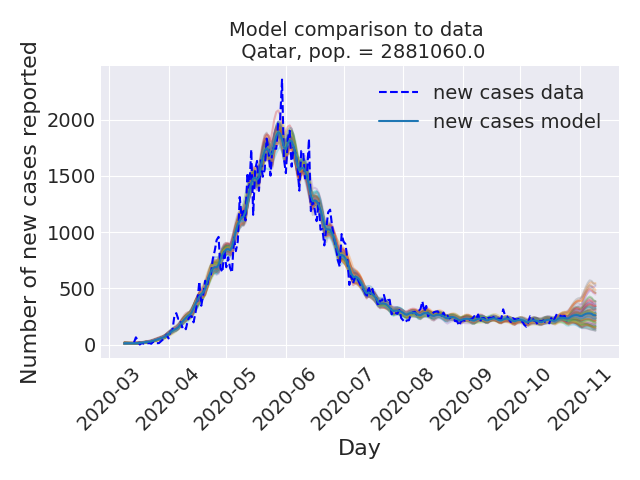 Model comparison to data
Qatar, pop. = 2881060.0
new cases data
new cases model
Number of new cases reported
2000
1500
1000
500
0
2020-03
2020-04
2020-05
2020-06
2020-07
2020-08
2020-09
2020-10
2020-11
Day